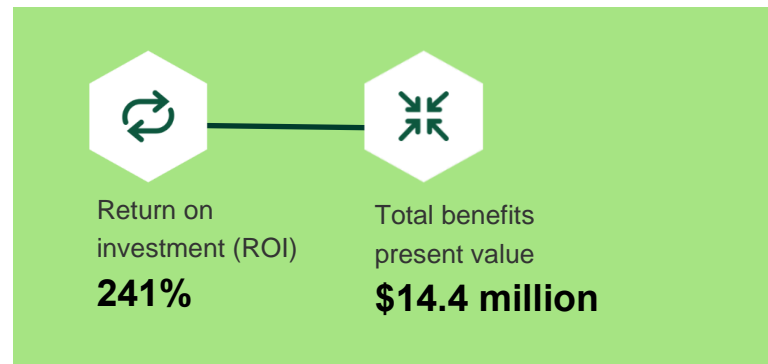 Return on
investment (ROI)
241%
Total benefits
present value
$14.4 million